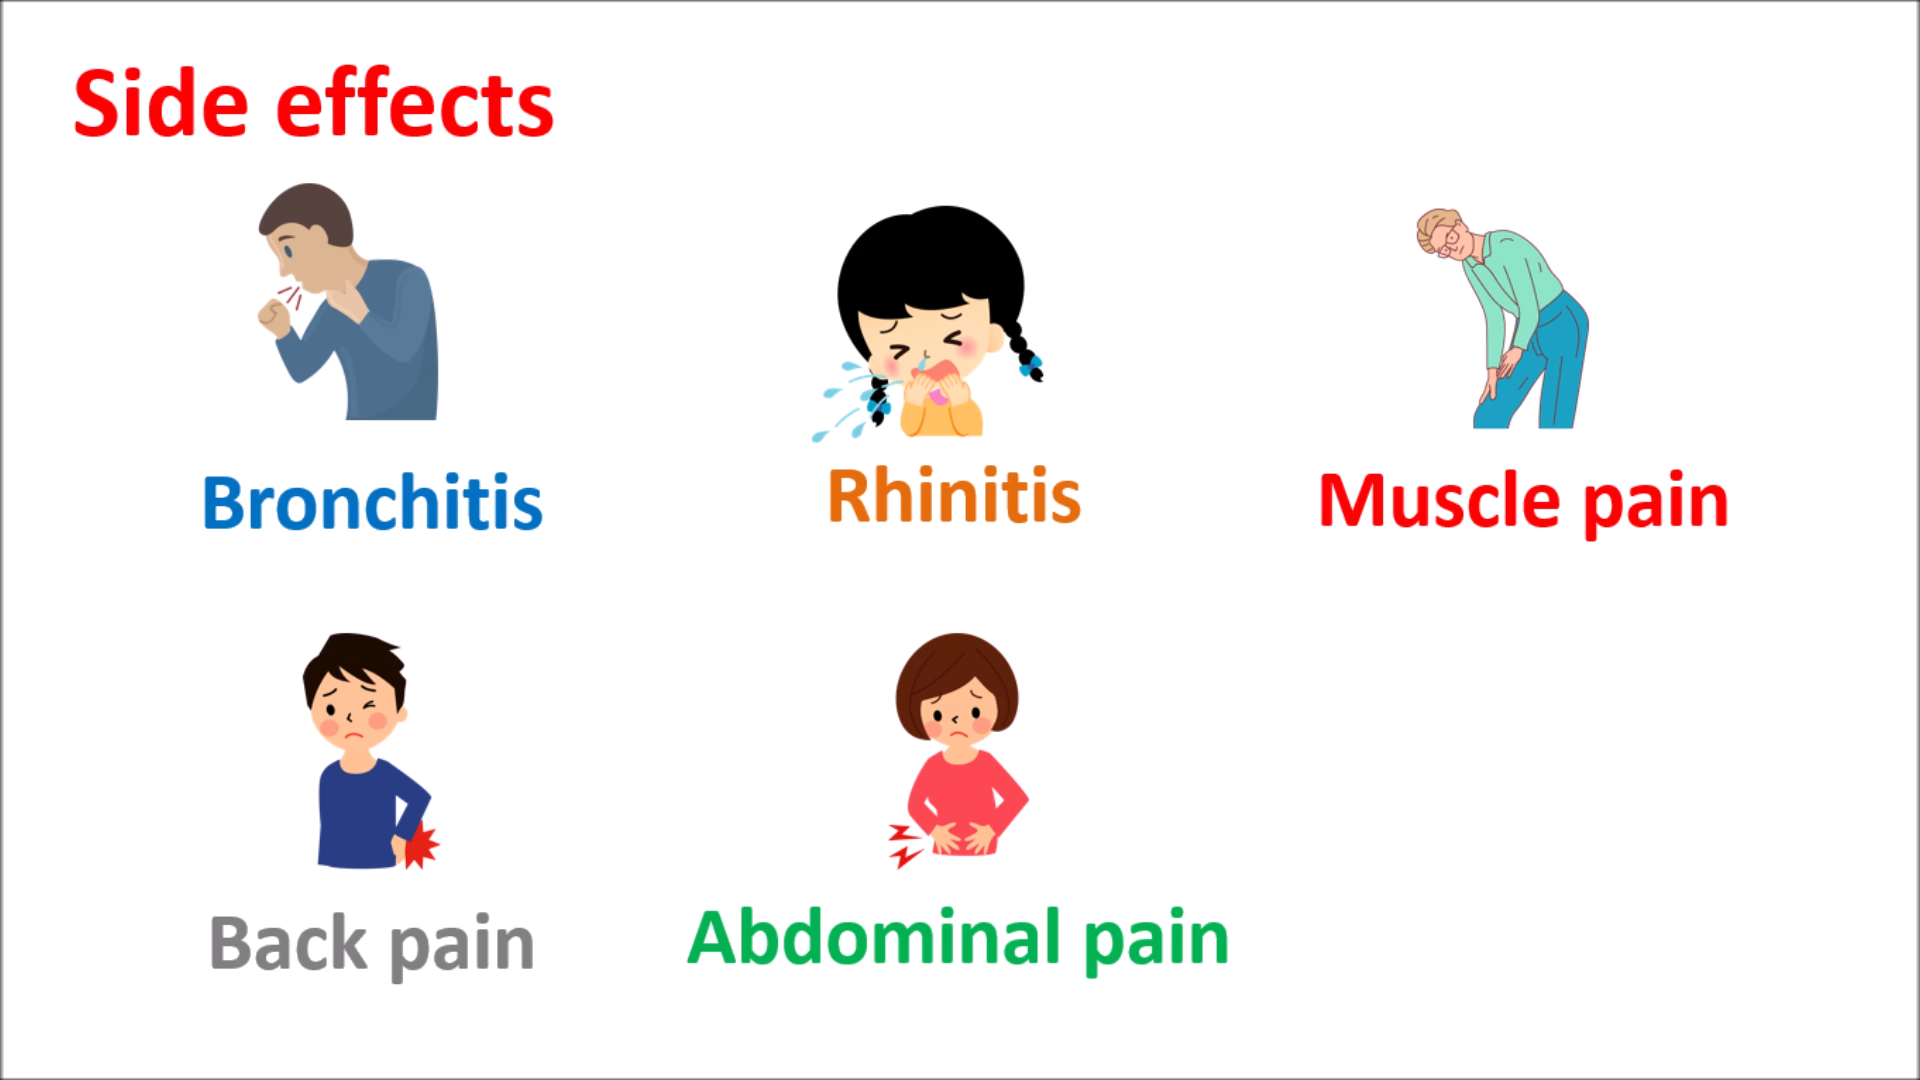 Side effects
Bronchitis
Rhinitis
Muscle pain
Back pain
Abdominal pain